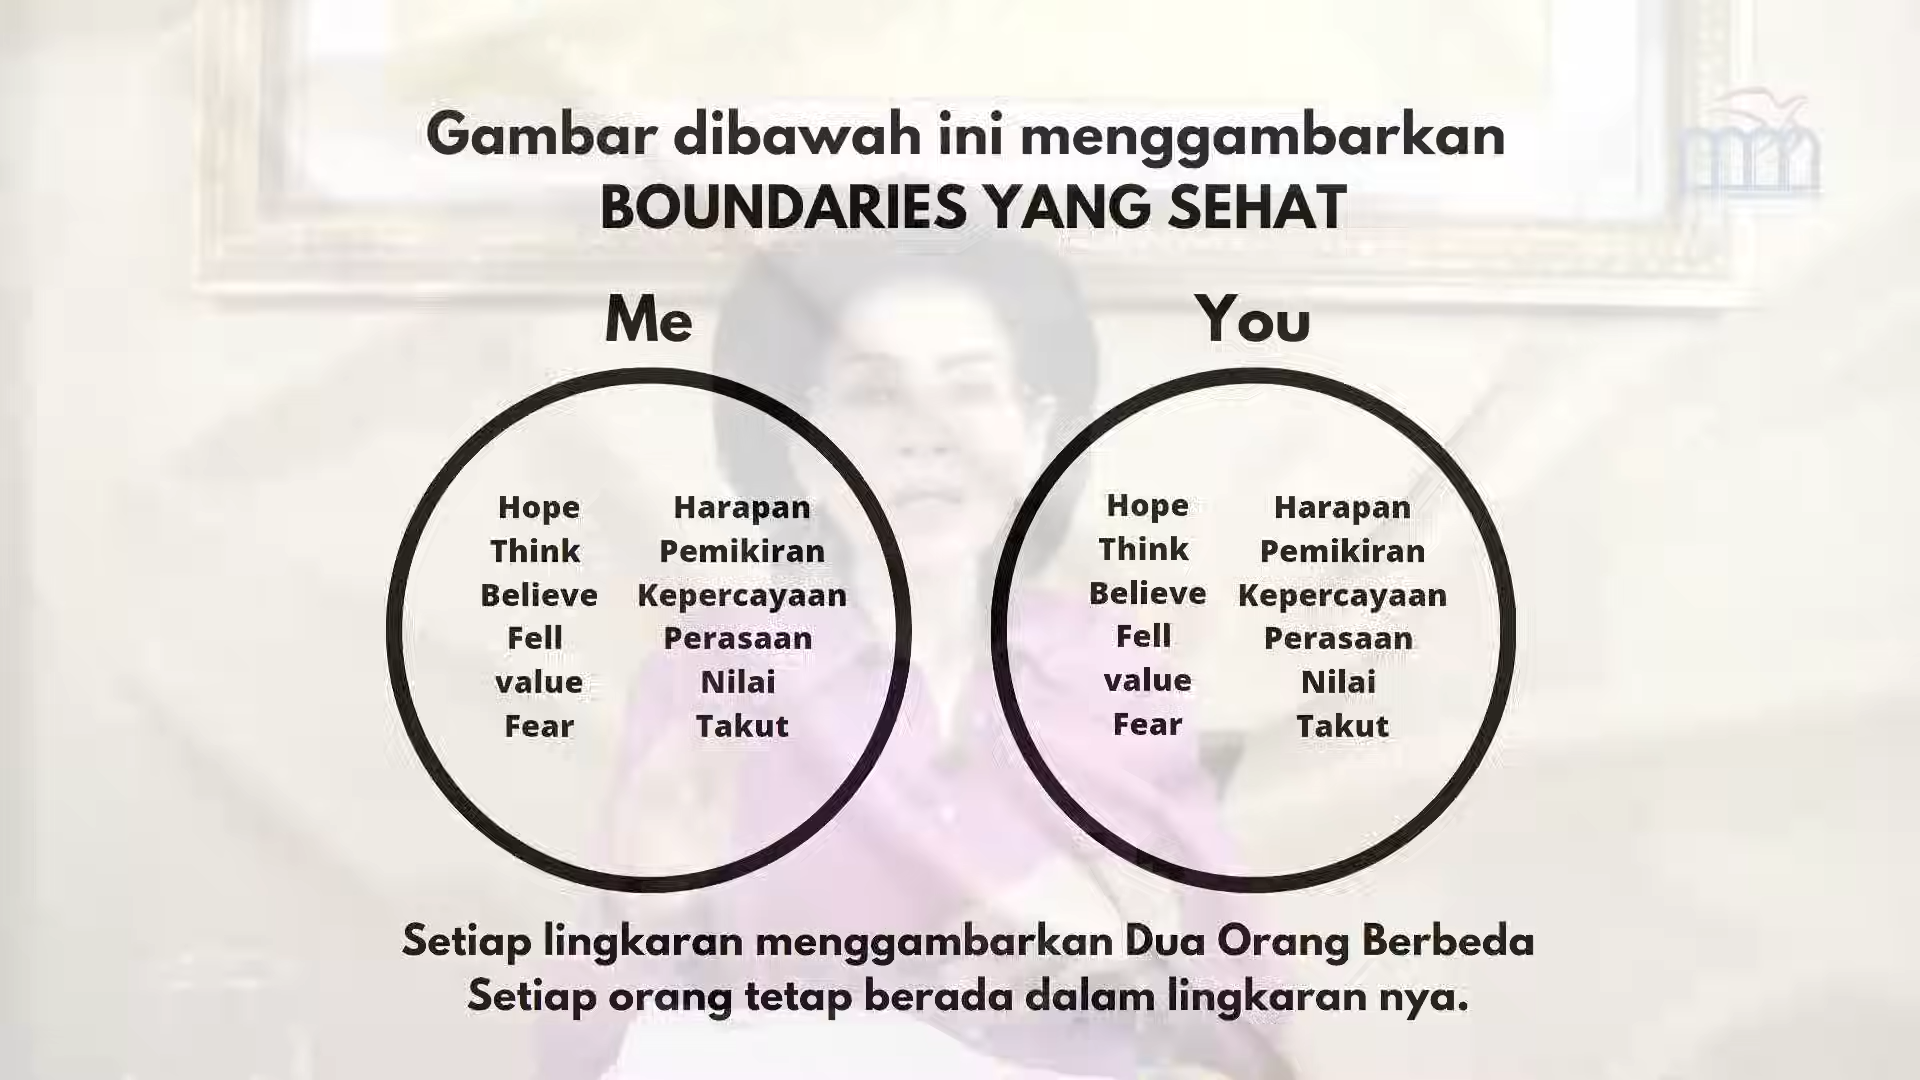 Gambar dibawah ini menggambarkan
BOUNDARIES YANG SEHAT
Me
Hope Harapan
Think Pemikiran
Believe Kepercayaan
Fell Perasaan
value Nilai
Fear Takut
You
Hope Harapan
Think Pemikiran
Believe Kepercayaan
Fell Perasaan
value Nilai
Fear Takut
Setiap lingkaran menggambarkan Dua Orang Berbeda
Setiap orang tetap berada dalam lingkaran nya.